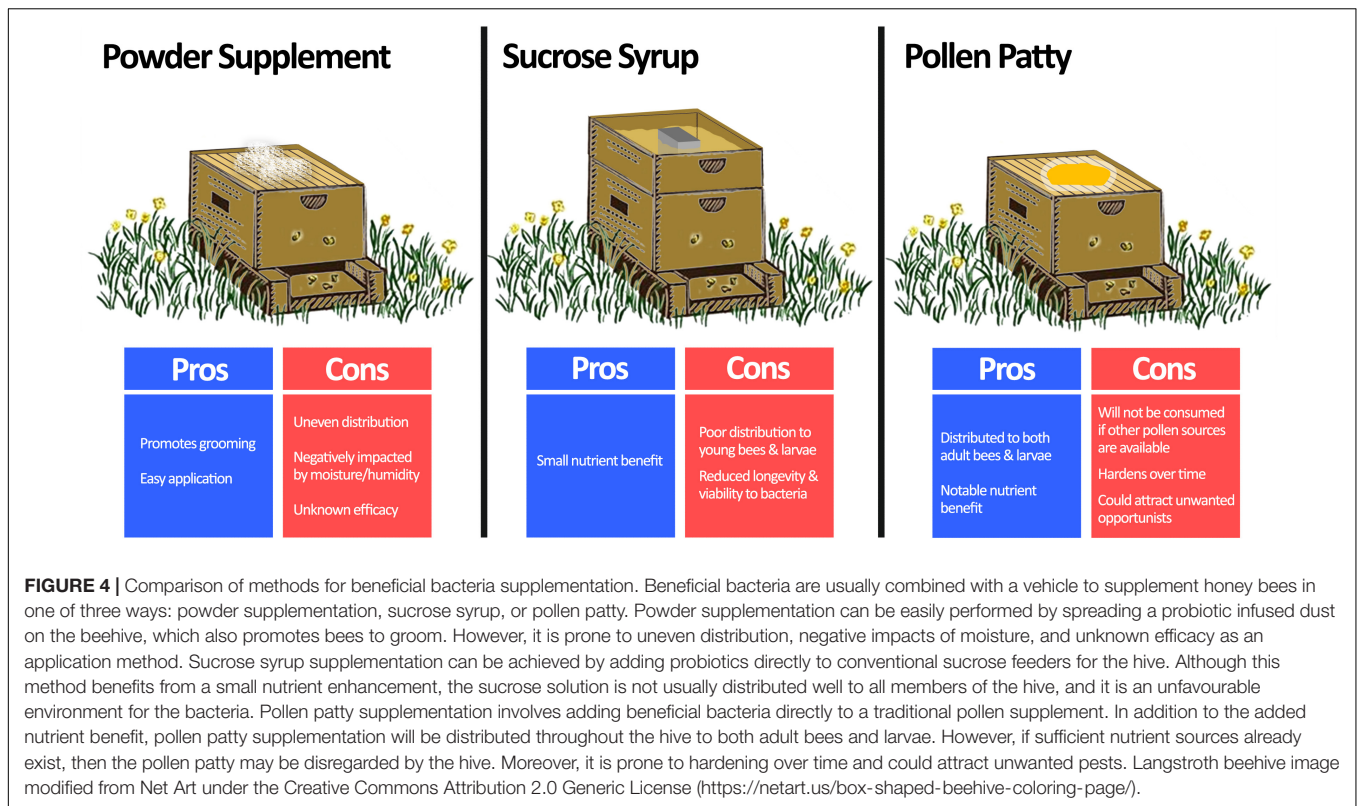 Powder Supplement
Pros
Promotes grooming
Easy application
Cons
Uneven distribution
Negatively impacted
by moisture/humidity
Unknown efficacy
Sucrose Syrup
Pros
Small nutrient benefit
Cons
Poor distribution to
young bees & larvae
Reduced longevity &
viability to bacteria
Pollen Patty
Pros
Distributed to both
adult bees & larvae
Notable nutrient
benefit
Cons
Will not be consumed
if other pollen sources
are available
Hardens over time
Could attract unwanted
opportunists
FIGURE 4 | Comparison of methods for beneficial bacteria supplementation. Beneficial bacteria are usually combined with a vehicle to supplement honey bees in
one of three ways: powder supplementation, sucrose syrup, or pollen patty. Powder supplementation can be easily performed by spreading a probiotic infused dust
on the beehive, which also promotes bees to groom. However, it is prone to uneven distribution, negative impacts of moisture, and unknown efficacy as an
application method. Sucrose syrup supplementation can be achieved by adding probiotics directly to conventional sucrose feeders for the hive. Although this
method benefits from a small nutrient enhancement, the sucrose solution is not usually distributed well to all members of the hive, and it is an unfavourable
environment for the bacteria. Pollen patty supplementation involves adding beneficial bacteria directly to a traditional pollen supplement. In addition to the added
nutrient benefit, pollen patty supplementation will be distributed throughout the hive to both adult bees and larvae. However, if sufficient nutrient sources already
exist, then the pollen patty may be disregarded by the hive. Moreover, it is prone to hardening over time and could attract unwanted pests. Langstroth beehive image
modified from Net Art under the Creative Commons Attribution 2.0 Generic License (https://netart.us/box-shaped-beehive-coloring-page/).